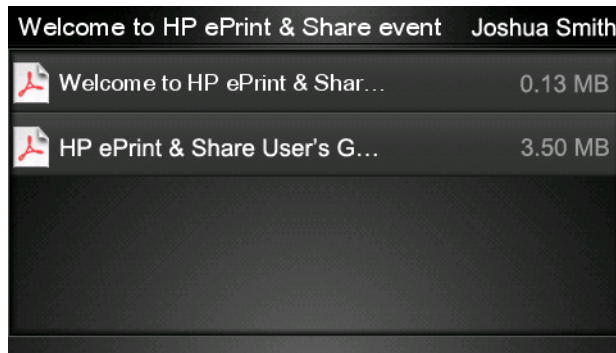 Welcome to HP ePrint & Share event Joshua Smith
Welcome to HP ePrint & Shar... 0.13 MB
HP ePrint & Share User's G... 3.50 MB